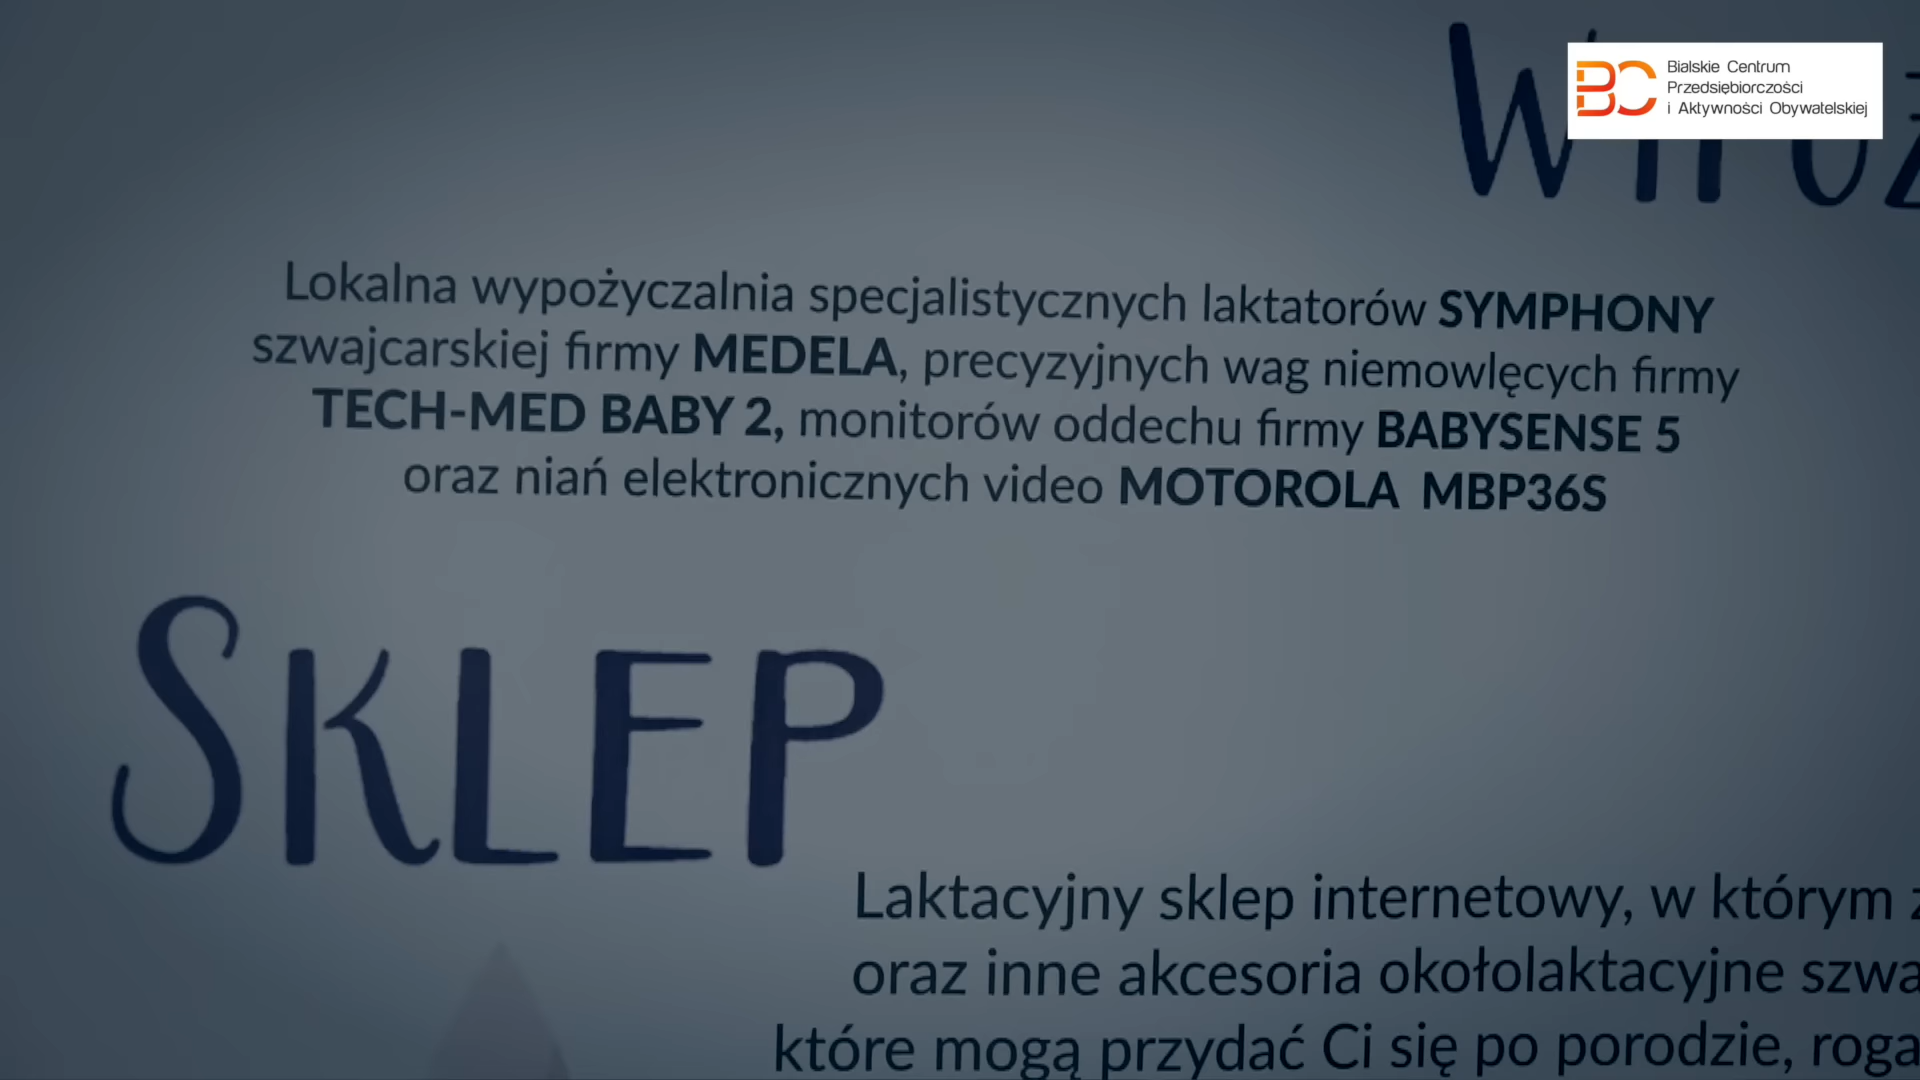 Bialskie Centrum
Przedsiębiorczości
i Aktywności Obywatelskiej
Lokalna wypożyczalnia specjalistycznych laktatorów SYMPHONY
szwajcarskiej firmy MEDELA, precyzyjnych wag niemowlęcych firmy
TECH-MED BABY 2, monitorów oddechu firmy BABYSENSE 5
oraz niań elektronicznych video MOTOROLA MBP36S
SKLEP
Laktacyjny sklep internetowy, w którym
oraz inne akcesoria okołolaktacyjne
które mogą przydać Ci się po porodzie,